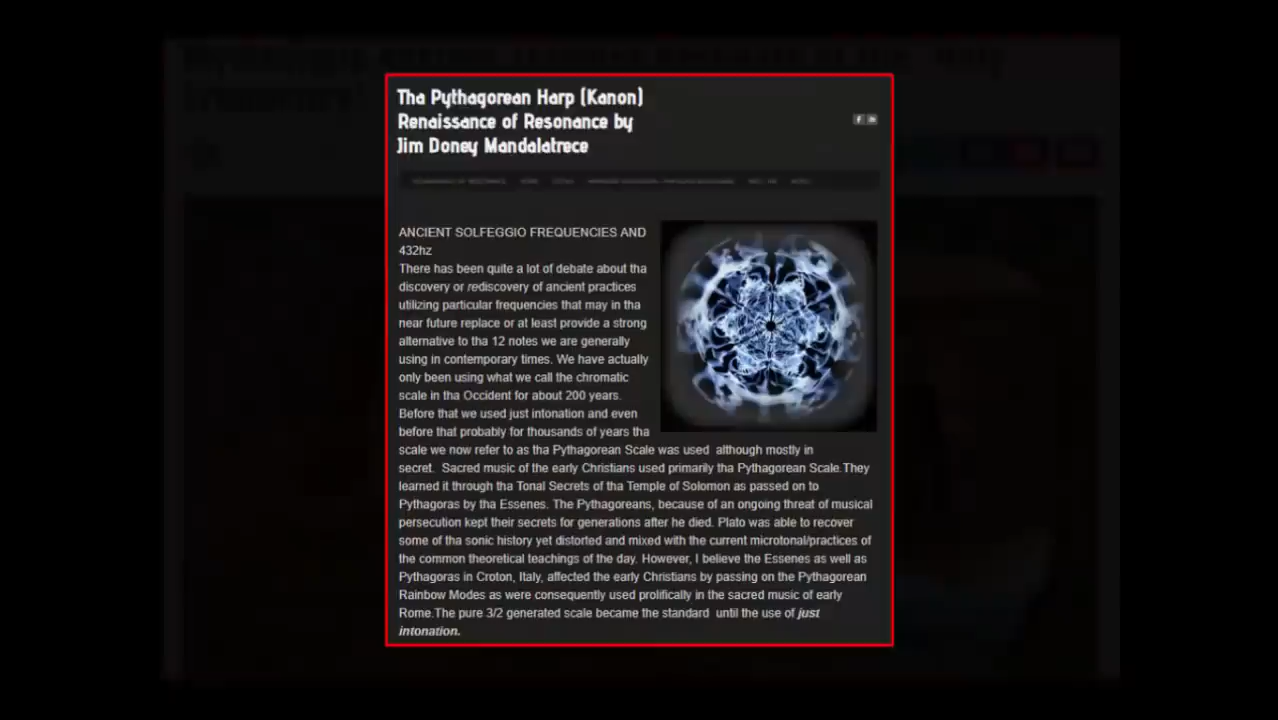 Tha Pythagorean Harp (Kanon)
Renaissance of Resonance by
Jim Doney Mandalatrece
ANCIENT SOLFEGGIO FREQUENCIES AND
432hz
There has been quite a lot of debate about tha
discovery or rediscovery of ancient practices
utilizing particular frequencies that may in tha
near future replace or at least provide a strong
alternative to tha 12 notes we are generally
using in contemporary times. We have actually
only been using what we call the chromatic
scale in tha Occident for about 200 years.
Before that we used just intonation and even
before that probably for thousands of years tha
scale we now refer to as tha Pythagorean Scale was used although mostly in
secret. Sacred music of the early Christians used primarily tha Pythagorean Scale.They
learned it through tha Tonal Secrets of tha Temple of Solomon as passed on to
Pythagoras by tha Essenes. The Pythagoreans, because of an ongoing threat of musical
persecution kept their secrets for generations after he died. Plato was able to recover
some of tha sonic history yet distorted and mixed with the current microtonal/practices of
the common theoretical teachings of the day. However, I believe the Essenes as well as
Pythagoras in Croton, Italy, affected the early Christians by passing on the Pythagorean
Rainbow Modes as were consequently used prolifically in the sacred music of early
Rome.The pure 3/2 generated scale became the standard until the use of just
intonation.